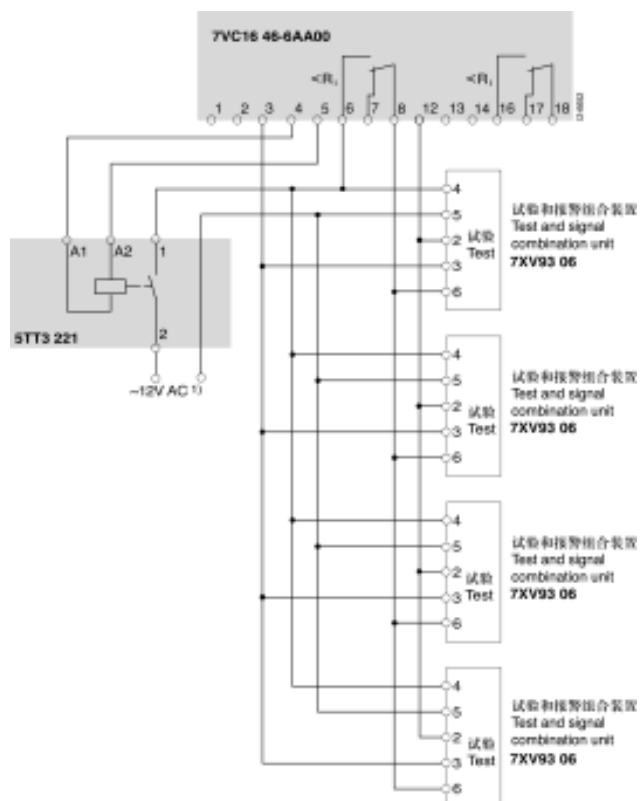 7VC16 46-6AA00
<R₁ <R₁
1 2 3 4 5 6 7 8 12 13 14 16 17 18
4
5
2
3
6
试验
Test
试验和报警组合装置
Test and signal
combination unit
7XV93 06
A1 A2 1
2
5TT3 221
~12V AC 1)
4
5
2
3
6
试验
Test
试验和报警组合装置
Test and signal
combination unit
7XV93 06
4
5
2
3
6
试验
Test
试验和报警组合装置
Test and signal
combination unit
7XV93 06
4
5
2
3
6
试验
Test
试验和报警组合装置
Test and signal
combination unit
7XV93 06